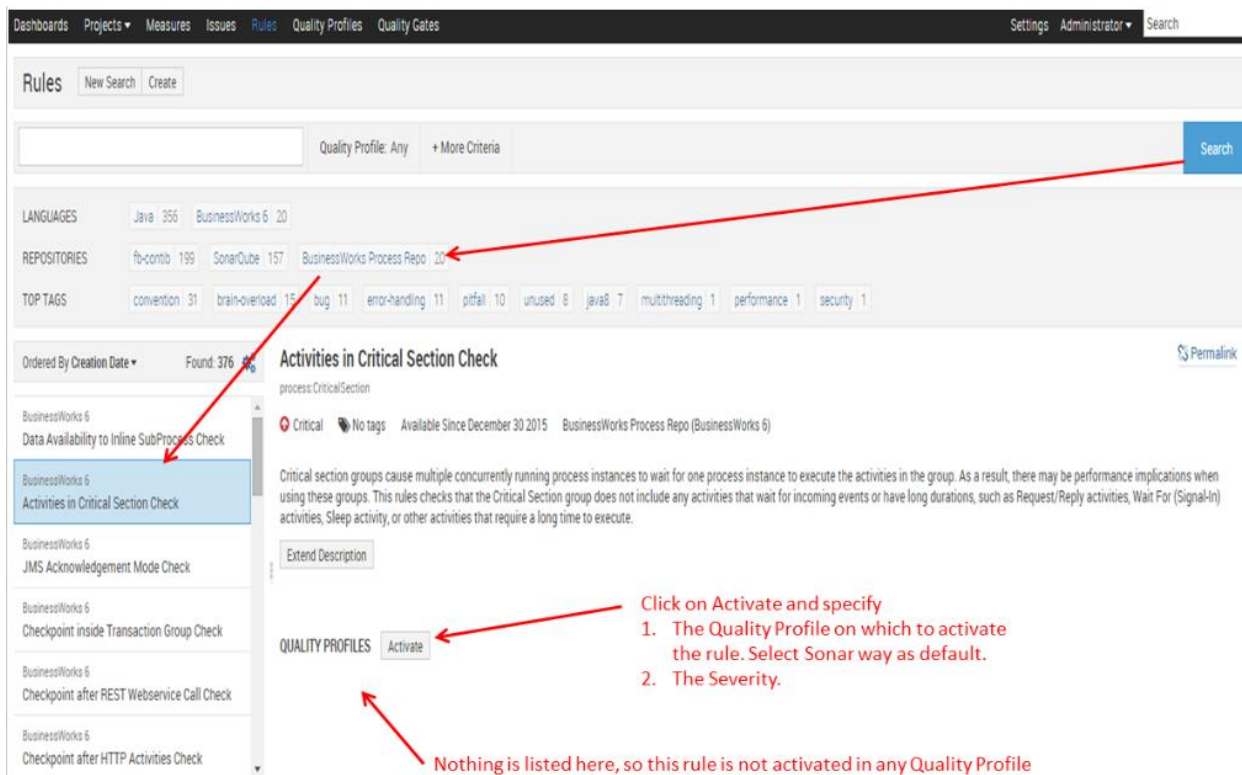 Dashboards Projects Measures Issues Rules Quality Profiles Quality Gates Settings Administrator Search
Rules New Search Create
Quality Profile: Any + More Criteria Search
LANGUAGES Java 356 BusinessWorks 6 20
REPOSITORIES fb-contib 199 SonarQube 157 BusinessWorks Process Repo 20
TOP TAGS convention 31 brain-overload 15 bug 11 error-handling 11 pitfall 10 unused 8 java8 7 multithreading 1 performance 1 security 1
Ordered By Creation Date Found: 376
BusinessWorks 6
Data Availability to Inline SubProcess Check
BusinessWorks 6
Activities in Critical Section Check
BusinessWorks 6
JMS Acknowledgement Mode Check
BusinessWorks 6
Checkpoint inside Transaction Group Check
BusinessWorks 6
Checkpoint after REST Webservice Call Check
BusinessWorks 6
Checkpoint after HTTP Activities Check
Activities in Critical Section Check
Permalink
process:CriticalSection
Critical No tags Available Since December 30 2015 BusinessWorks Process Repo (BusinessWorks 6)
Critical section groups cause multiple concurrently running process instances to wait for one process instance to execute the activities in the group. As a result, there may be performance implications when
using these groups. This rules checks that the Critical Section group does not include any activities that wait for incoming events or have long durations, such as Request/Reply activities, Wait For (Signal-In)
activities, Sleep activity, or other activities that require a long time to execute.
Extend Description
QUALITY PROFILES Activate
Click on Activate and specify
1. The Quality Profile on which to activate
the rule. Select Sonar way as default.
2. The Severity.
Nothing is listed here, so this rule is not activated in any Quality Profile